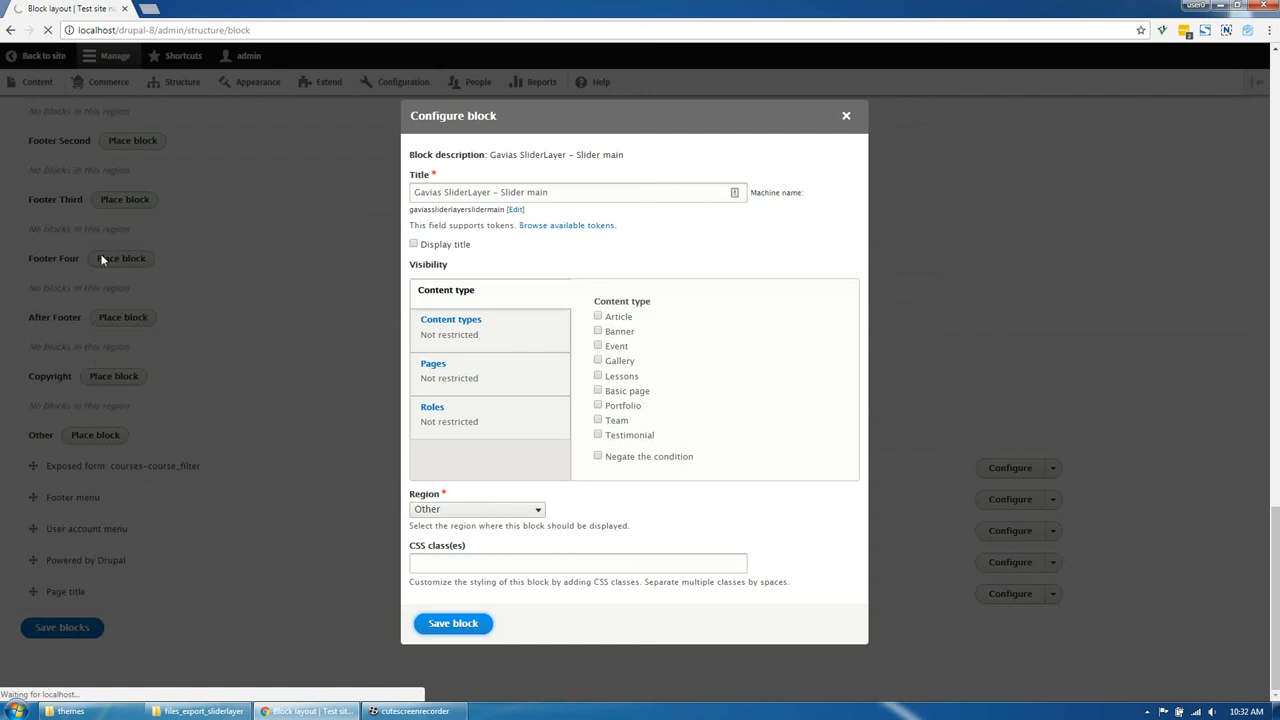 Block layout | Test site n
user0
localhost/drupal-8/admin/structure/block
Back to site
Manage
Shortcuts
admin
Content
Commerce
Structure
Appearance
Extend
Configuration
People
Reports
Help
No blocks in this region
Footer Second
Place block
No blocks in this region
Footer Third
Place block
No blocks in this region
Footer Four
ce block
No blocks in this region
After Footer
Place block
No blocks in this region
Copyright
Place block
No blocks in this region
Other
Place block
Exposed form: courses-course_filter
Configure
Footer menu
Configure
User account menu
Configure
Powered by Drupal
Configure
Page title
Configure
Save blocks
Configure block
Block description: Gavias SliderLayer - Slider main
Title *
Gavias SliderLayer - Slider main
Machine name:
gaviassliderlayerslidermain [Edit]
This field supports tokens. Browse available tokens.
Display title
Visibility
Content type
Content types
Not restricted
Pages
Not restricted
Roles
Not restricted
Content type
Article
Banner
Event
Gallery
Lessons
Basic page
Portfolio
Team
Testimonial
Negate the condition
Region *
Other
Select the region where this block should be displayed.
CSS class(es)
Customize the styling of this block by adding CSS classes. Separate multiple classes by spaces.
Save block
Waiting for localhost...
themes
files_export_sliderlayer
Block layout | Test sit...
cutescreenrecorder
10:32 AM